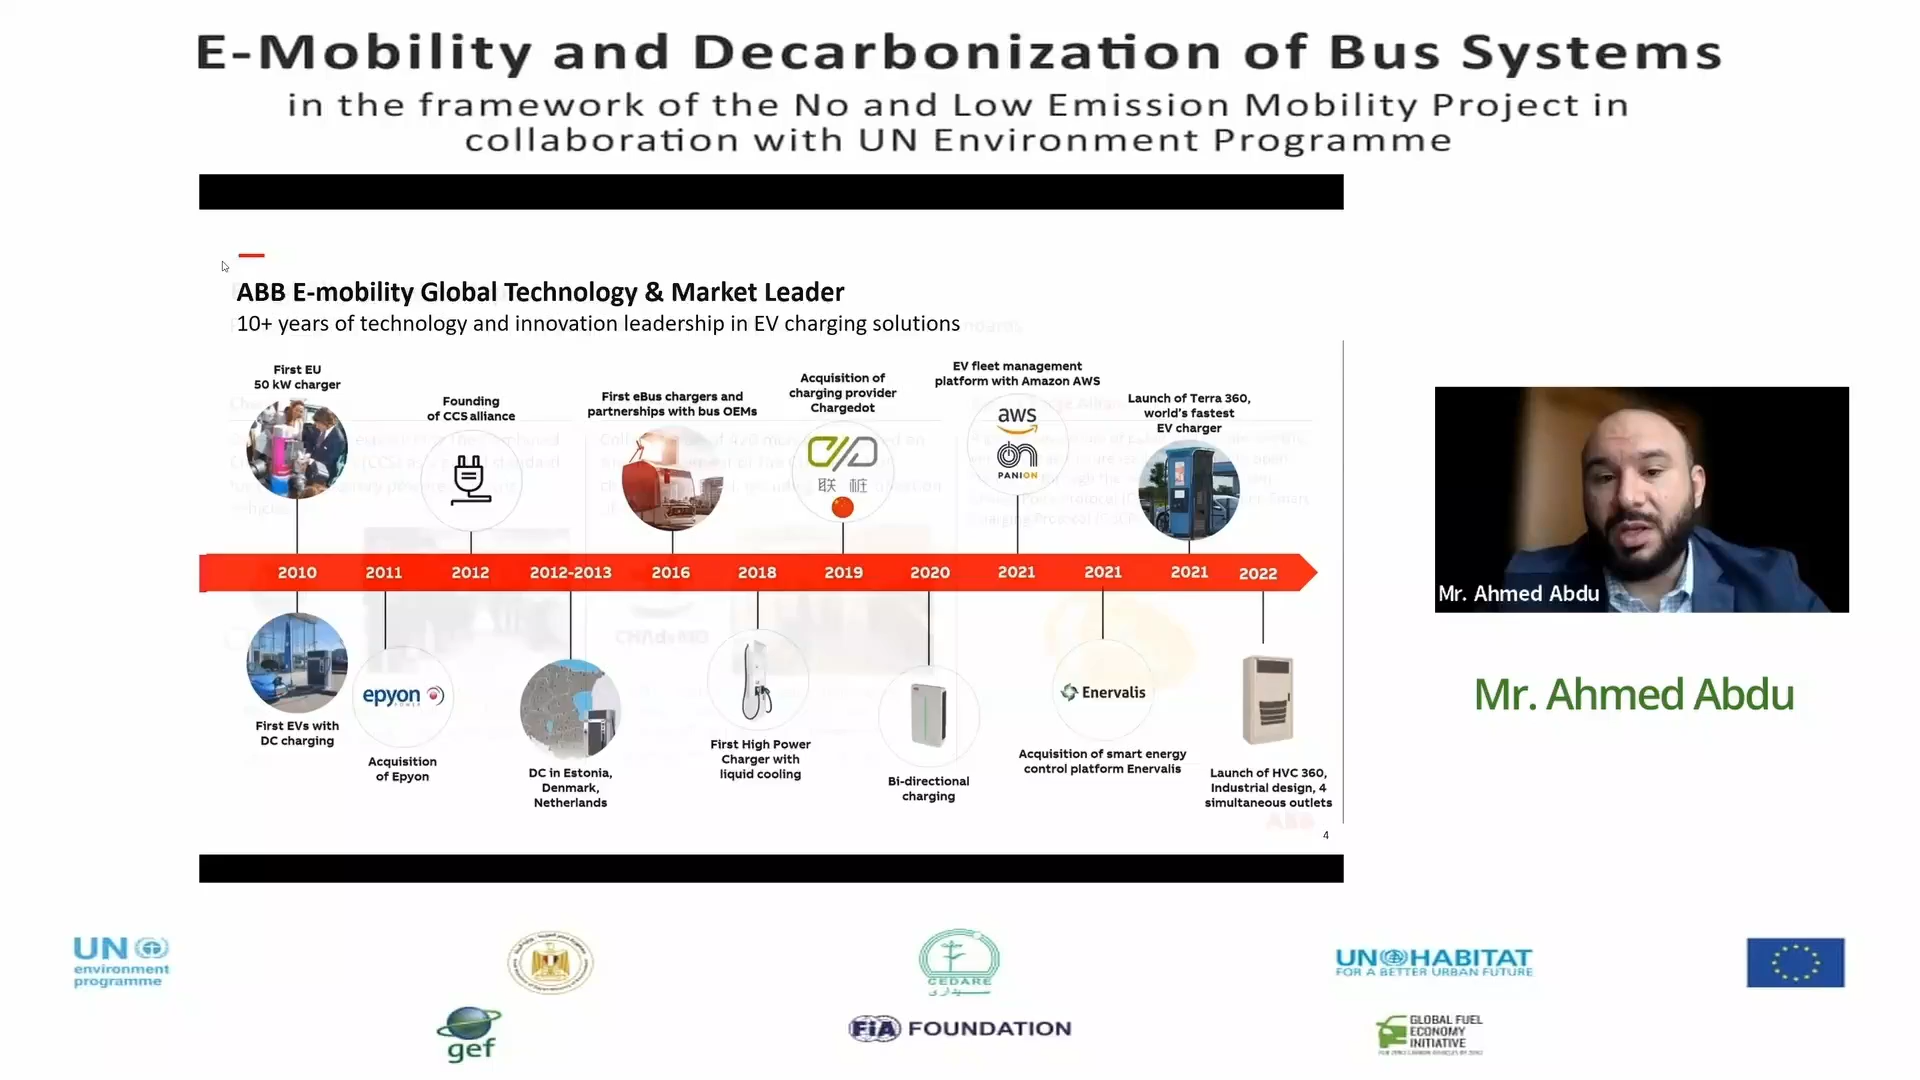 E-Mobility and Decarbonization of Bus Systems
in the framework of the No and Low Emission Mobility Project in
collaboration with UN Environment Programme
ABB E-mobility Global Technology & Market Leader
10+ years of technology and innovation leadership in EV charging solutions
First EU
50 kW charger
Founding
of CCS alliance
First eBus chargers and
partnerships with bus OEMs
Acquisition of
charging provider
Chargedot
联桩
EV fleet management
platform with Amazon AWS
aws
PANION
Launch of Terra 360,
world's fastest
EV charger
2010 2011 2012 2012-2013 2016 2018 2019 2020 2021 2021 2021 2022
First EVs with
DC charging
epyon
POWER
Acquisition
of Epyon
DC in Estonia,
Denmark,
Netherlands
First High Power
Charger with
liquid cooling
Bi-directional
charging
Enervalis
Acquisition of smart energy
control platform Enervalis
Launch of HVC 360,
Industrial design, 4
simultaneous outlets
ABB
4
Mr. Ahmed Abdu
Mr. Ahmed Abdu
UN
environment
programme
CEDARE
سيداري
UN HABITAT
FOR A BETTER URBAN FUTURE
gef
FiA FOUNDATION
GLOBAL FUEL
ECONOMY
INITIATIVE